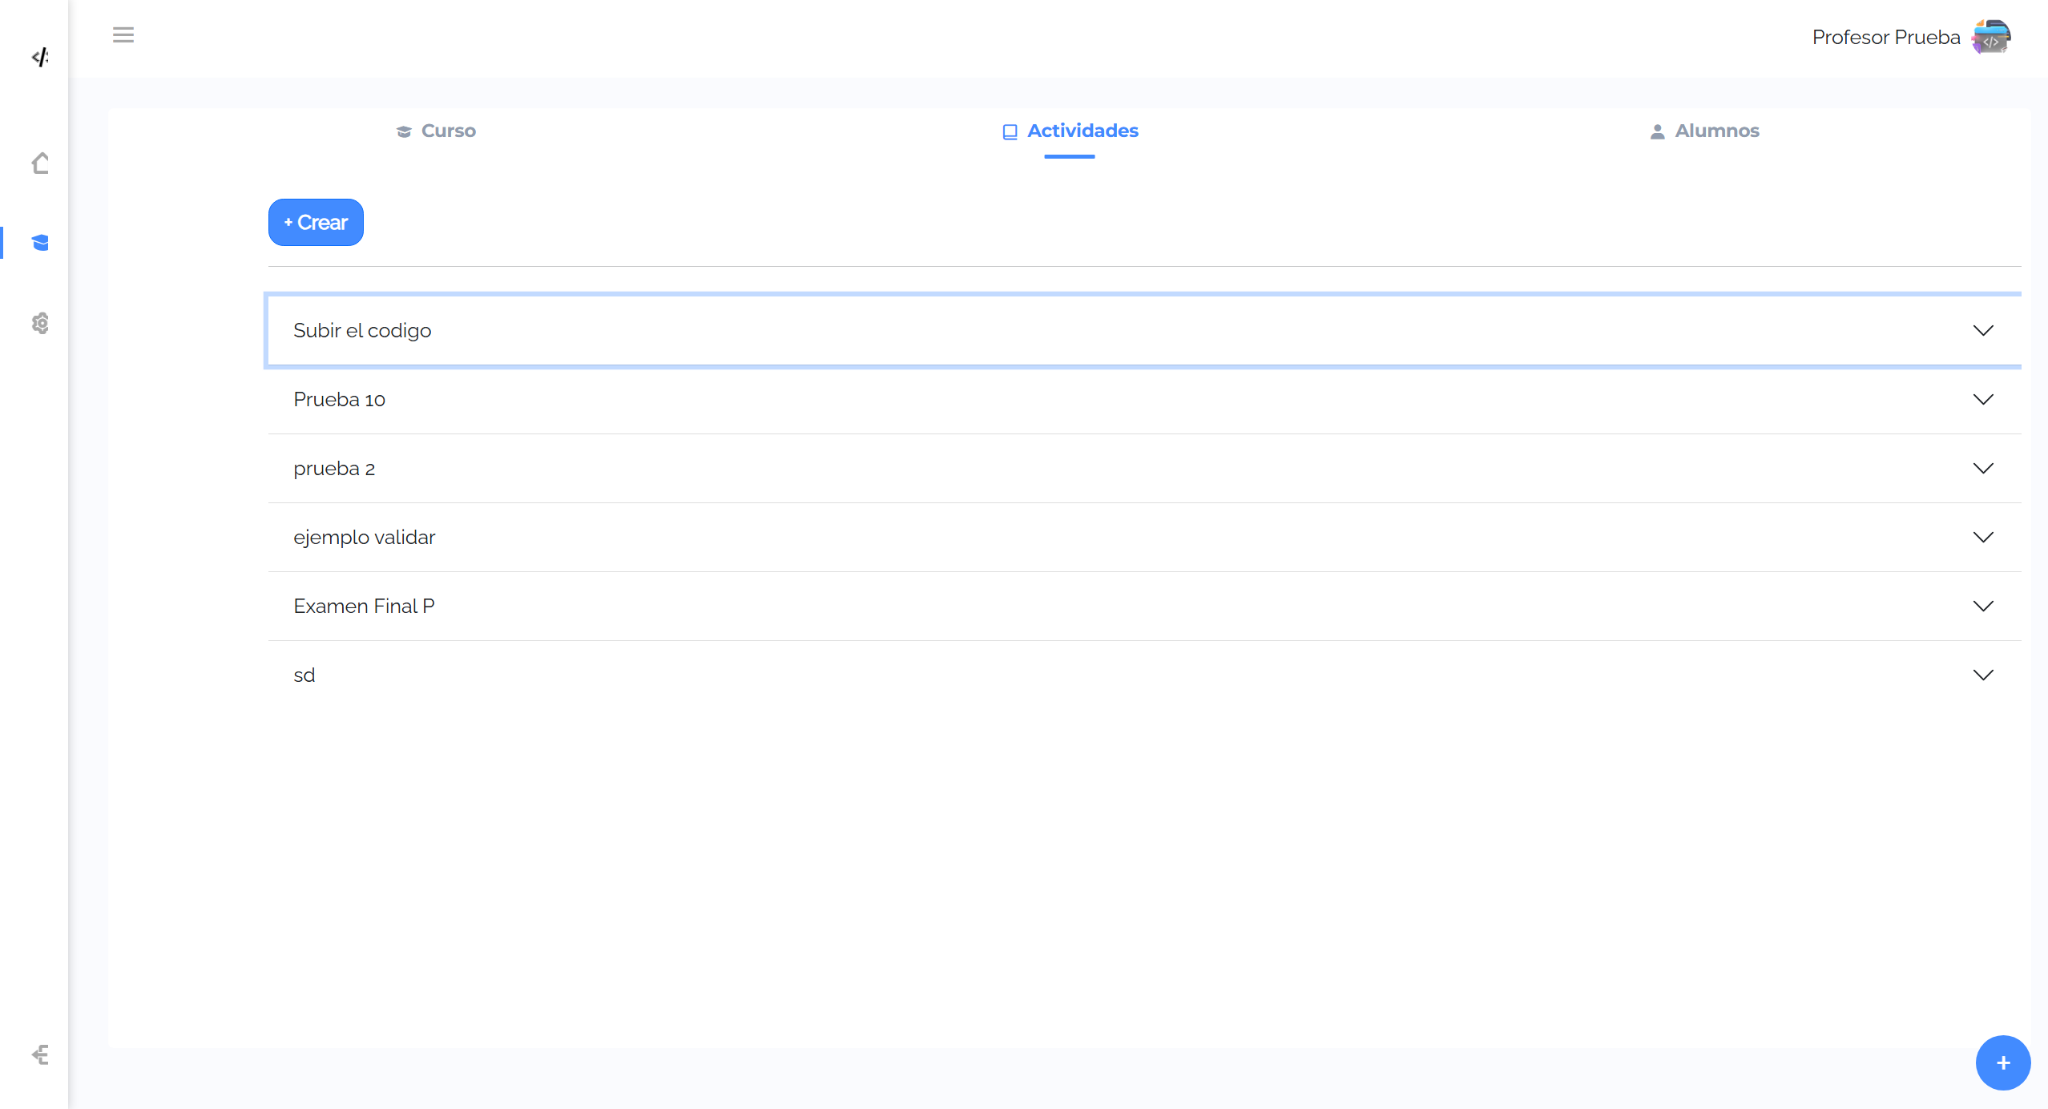 Profesor Prueba
Curso
Actividades
Alumnos
+ Crear
Subir el codigo
Prueba 10
prueba 2
ejemplo validar
Examen Final P
sd